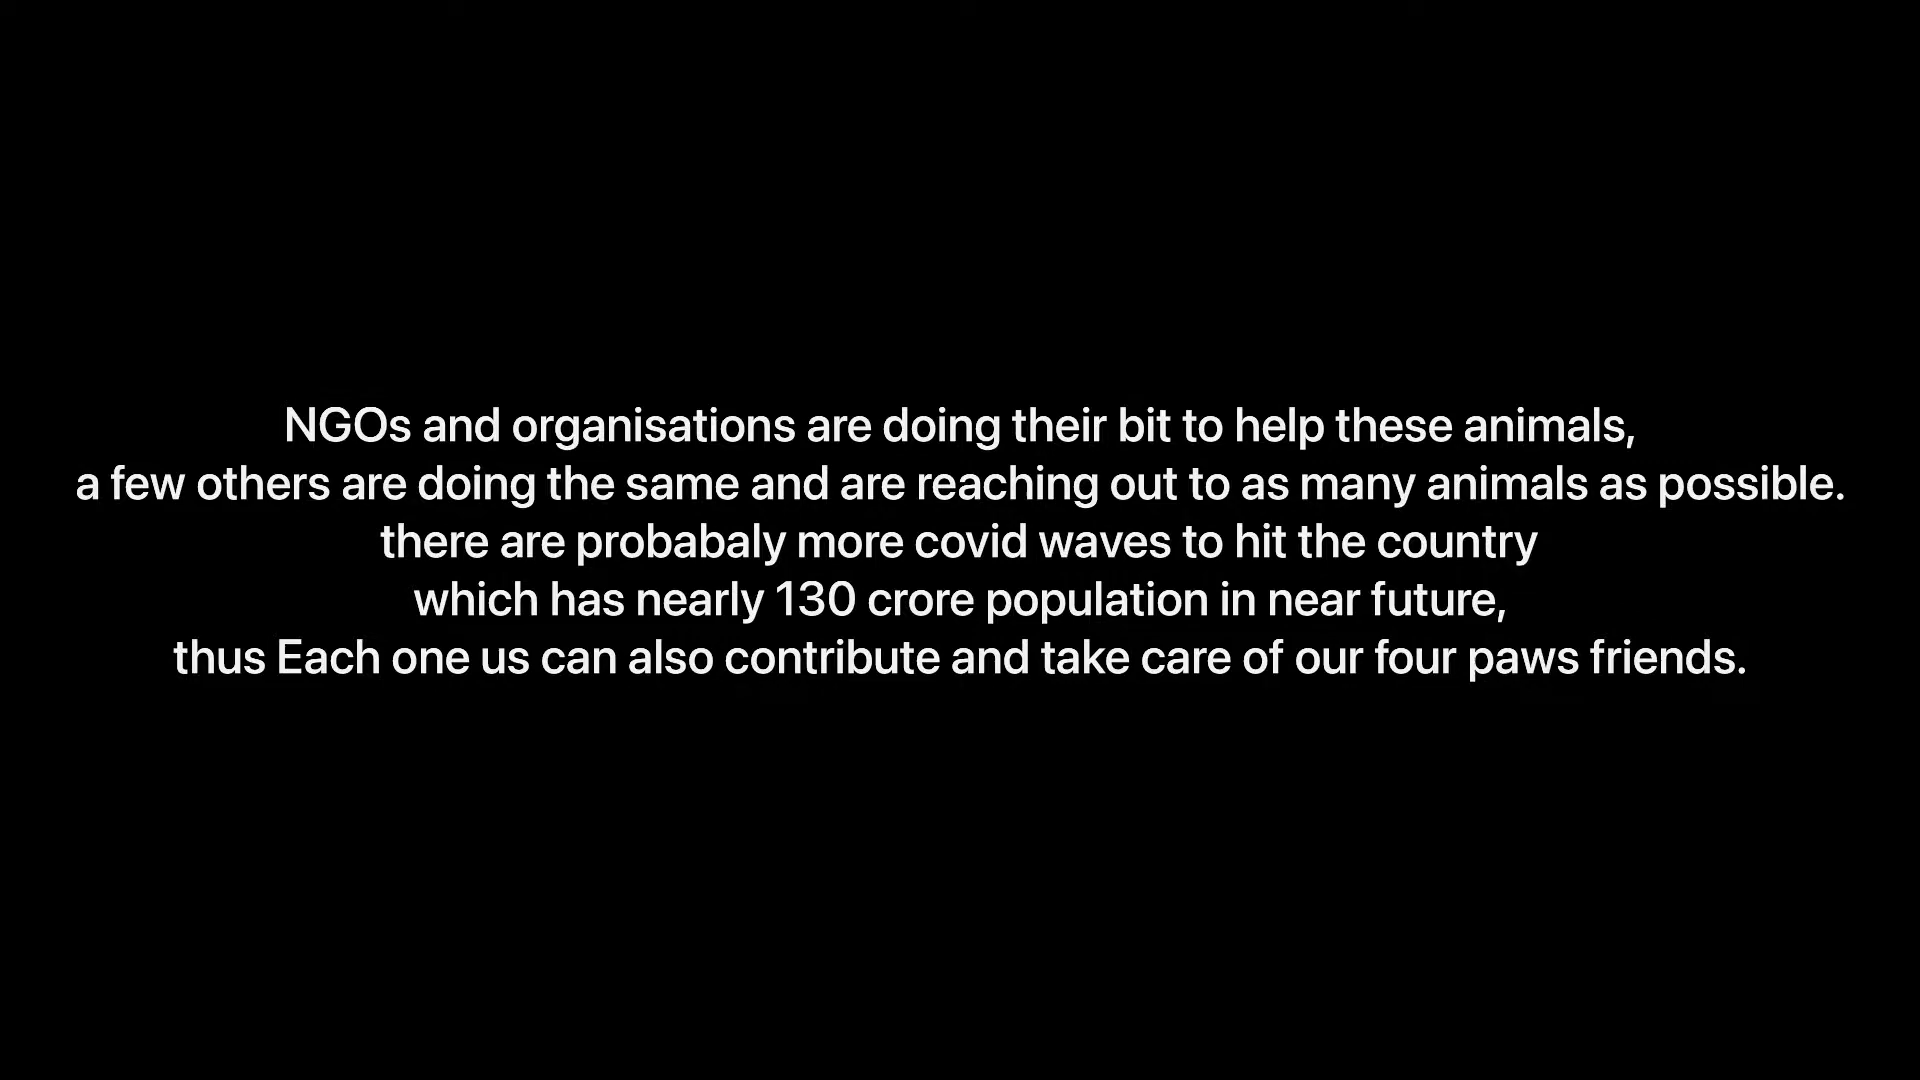 NGOs and organisations are doing their bit to help these animals,
a few others are doing the same and are reaching out to as many animals as possible.
there are probabaly more covid waves to hit the country
which has nearly 130 crore population in near future,
thus Each one us can also contribute and take care of our four paws friends.